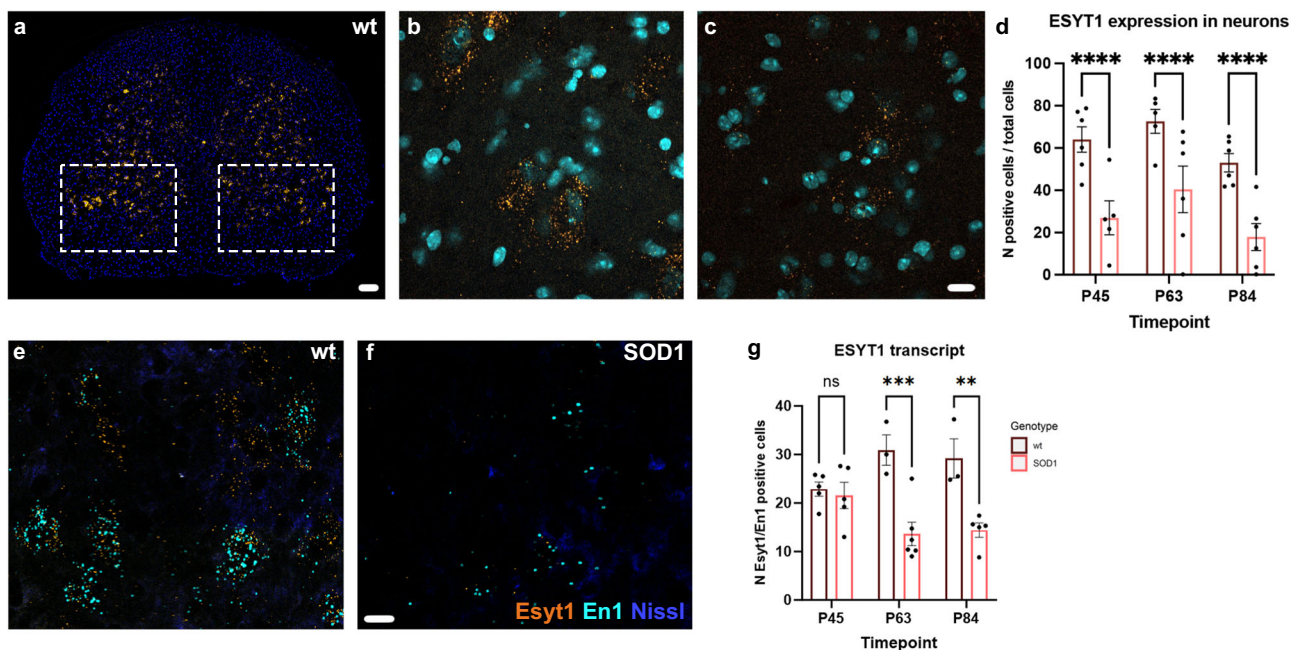 a
wt
b
c
d
ESYT1 expression in neurons
N positive cells / total cells
100
80
60
40
20
0
****
****
****
P45
P63
P84
Timepoint
e
wt
f
SOD1
Esyt1 En1 Nissl
g
ESYT1 transcript
N Esyt1/En1 positive cells
40
30
20
10
0
ns
***
**
P45
P63
P84
Timepoint
Genotype
wt
SOD1